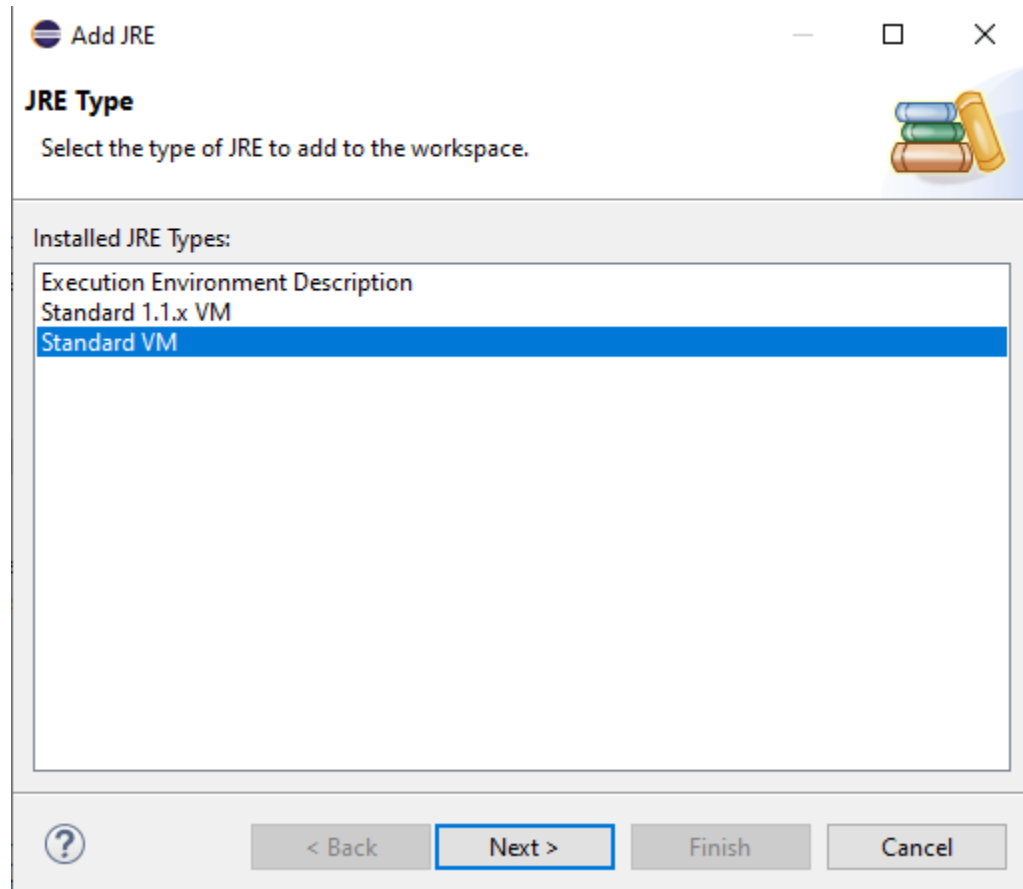 Add JRE
JRE Type
Select the type of JRE to add to the workspace.
Installed JRE Types:
Execution Environment Description
Standard 1.1.x VM
Standard VM
? < Back Next > Finish Cancel